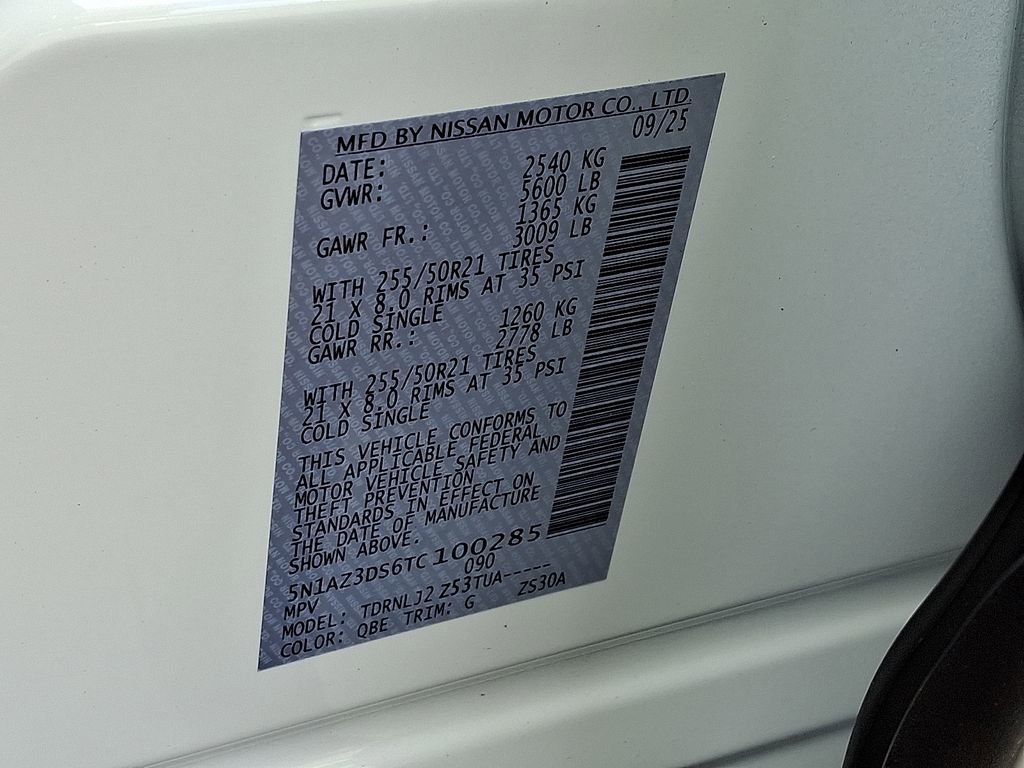 MFD BY NISSAN MOTOR CO., LTD.
DATE: 09/25
GVWR: 2540 KG
5600 LB
GAWR FR.: 1365 KG
3009 LB
WITH 255/50R21 TIRES
21 X 8.0 RIMS AT 35 PSI
COLD SINGLE
GAWR RR.: 1260 KG
2778 LB
WITH 255/50R21 TIRES
21 X 8.0 RIMS AT 35 PSI
COLD SINGLE
THIS VEHICLE CONFORMS TO
ALL APPLICABLE FEDERAL
MOTOR VEHICLE SAFETY AND
THEFT PREVENTION
STANDARDS IN EFFECT ON
THE DATE OF MANUFACTURE
SHOWN ABOVE.
5N1AZ3DS6TC100285
MPV 090
MODEL: TDRNLJ2 Z53TUA-----
COLOR: QBE TRIM: G ZS30A